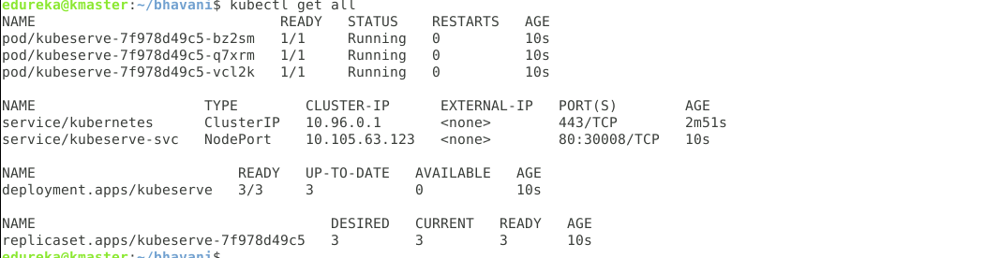 edureka@kmaster:~/bhavani$ kubectl get all
NAME READY STATUS RESTARTS AGE
pod/kubeserve-7f978d49c5-bz2sm 1/1 Running 0 10s
pod/kubeserve-7f978d49c5-q7xrm 1/1 Running 0 10s
pod/kubeserve-7f978d49c5-vcl2k 1/1 Running 0 10s
NAME TYPE CLUSTER-IP EXTERNAL-IP PORT(S) AGE
service/kubernetes ClusterIP 10.96.0.1 <none> 443/TCP 2m51s
service/kubeserve-svc NodePort 10.105.63.123 <none> 80:30008/TCP 10s
NAME READY UP-TO-DATE AVAILABLE AGE
deployment.apps/kubeserve 3/3 3 0 10s
NAME DESIRED CURRENT READY AGE
replicaset.apps/kubeserve-7f978d49c5 3 3 3 10s
edureka@kmaster:~/bhavani$